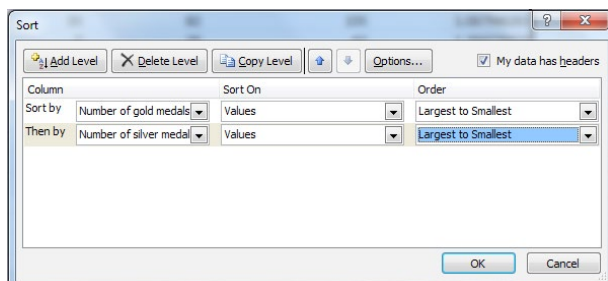 Sort
Add Level Delete Level Copy Level Options... My data has headers
Column Sort On Order
Sort by Number of gold medals Values Largest to Smallest
Then by Number of silver medal Values Largest to Smallest
OK Cancel